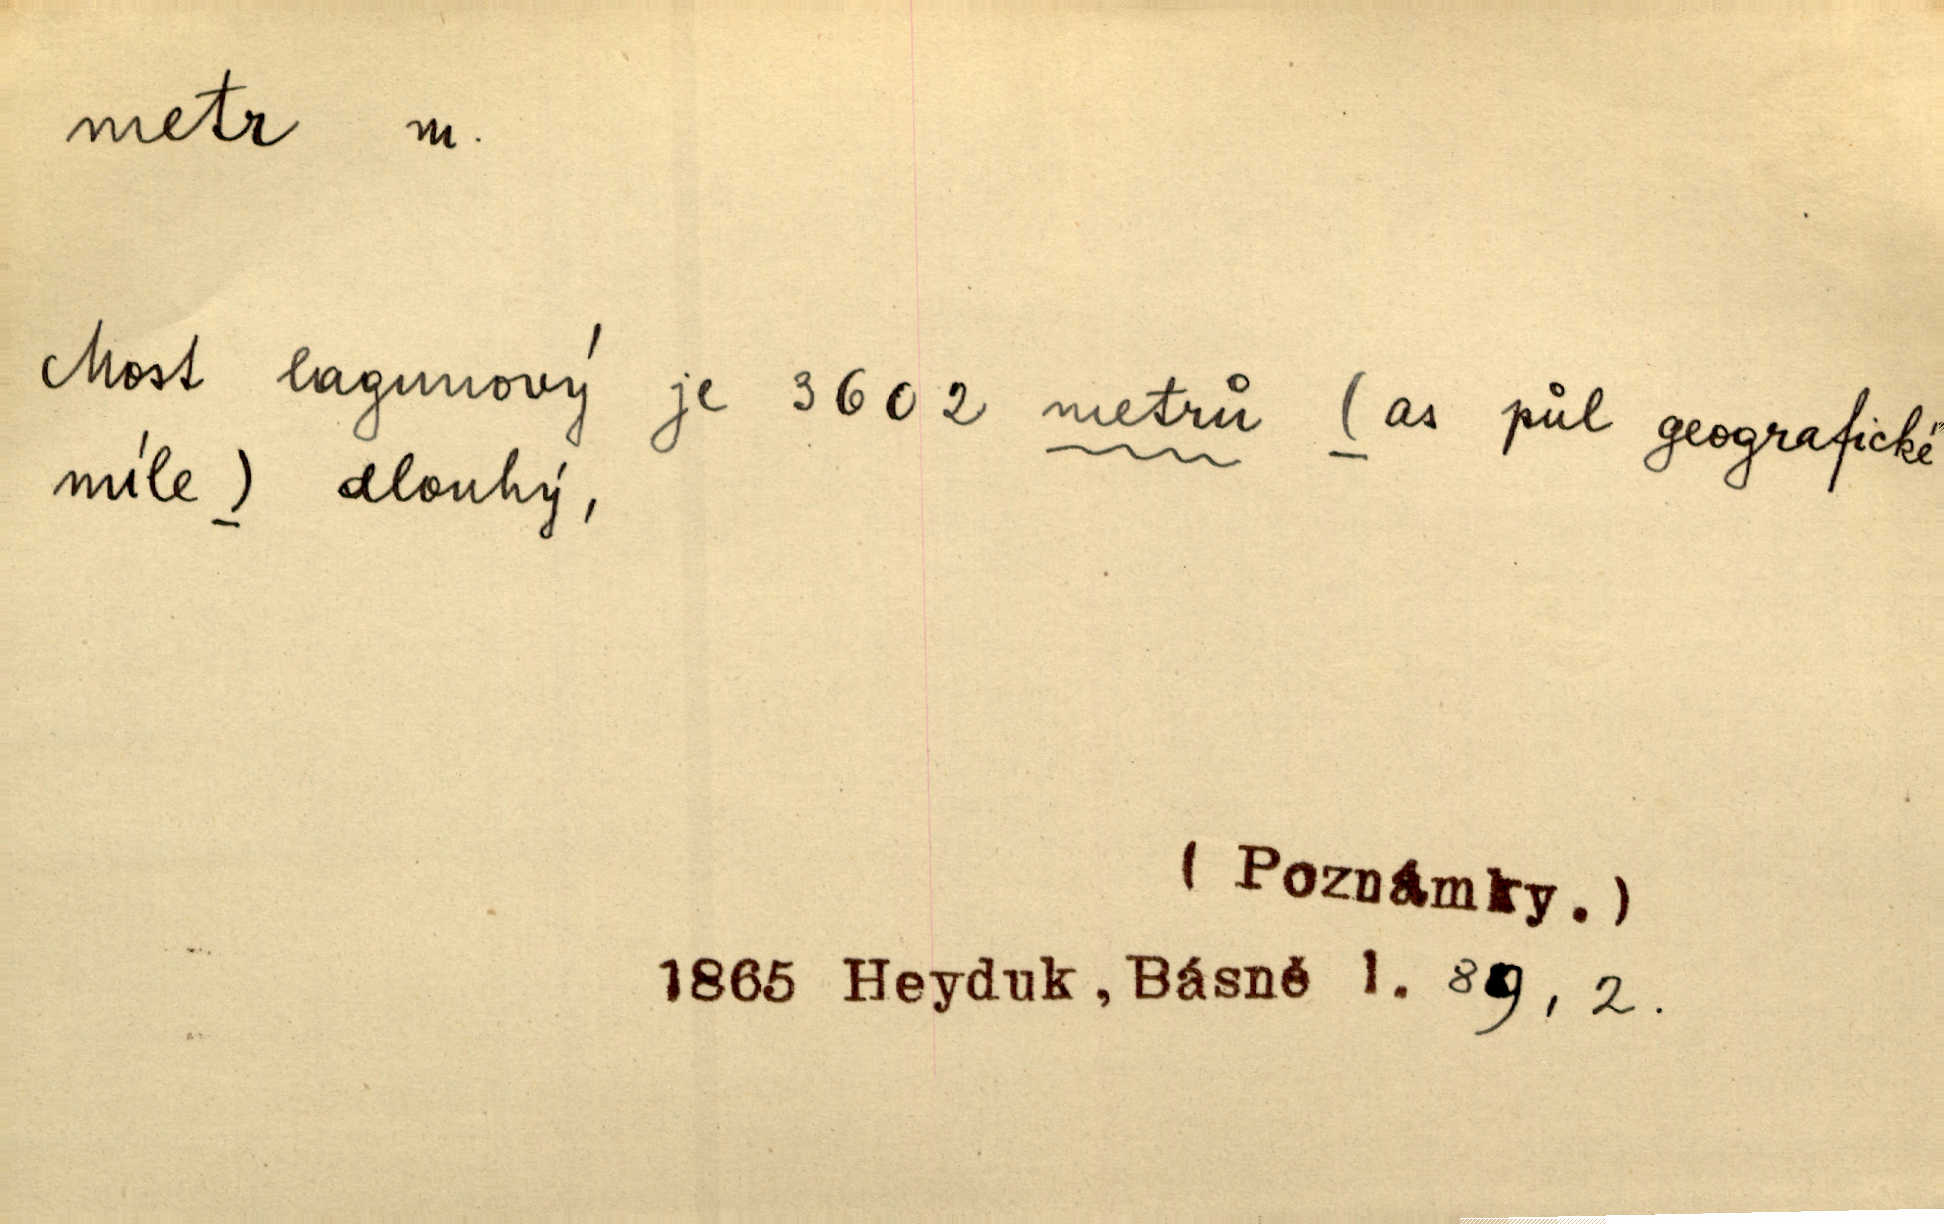 metr m.
Most lagunový je 3602 metrů (as půl geografické
míle) dlouhý,
(Poznámky.)
1865 Heyduk, Básně 1. 89, 2.